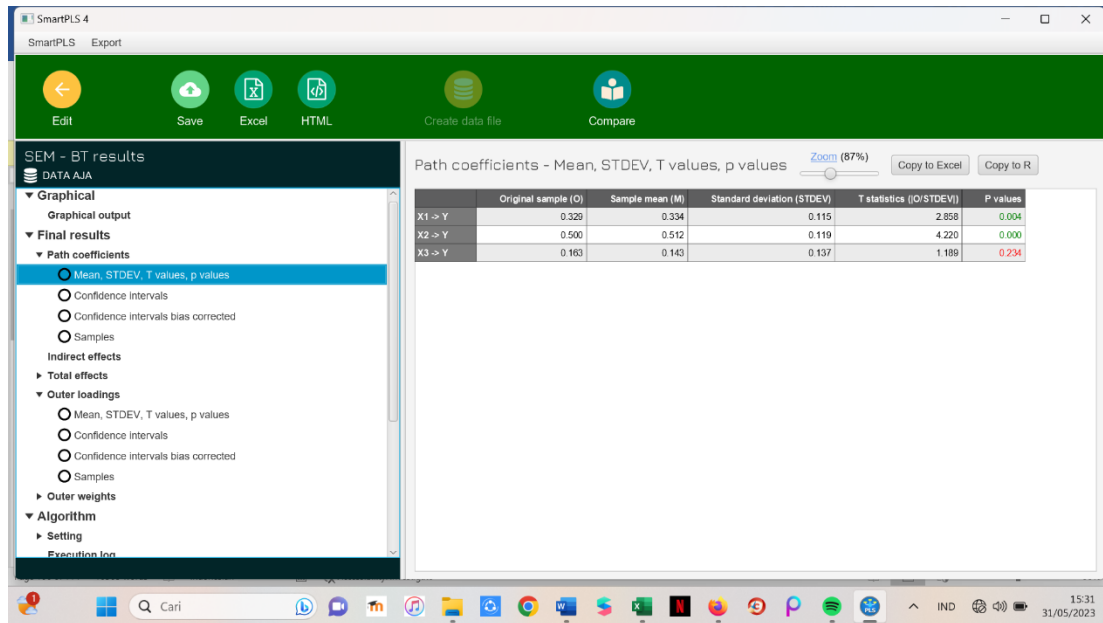 SmartPLS 4
SmartPLS Export
Edit Save Excel HTML Create data file Compare
SEM - BT results
DATA AJA
Graphical
Graphical output
Final results
Path coefficients
Mean, STDEV, T values, p values
Confidence intervals
Confidence intervals bias corrected
Samples
Indirect effects
Total effects
Outer loadings
Mean, STDEV, T values, p values
Confidence intervals
Confidence intervals bias corrected
Samples
Outer weights
Algorithm
Setting
Execution log
Path coefficients - Mean, STDEV, T values, p values Zoom (87%) Copy to Excel Copy to R
Original sample (O) Sample mean (M) Standard deviation (STDEV) T statistics (|O/STDEV|) P values
X1 -> Y 0.329 0.334 0.115 2.858 0.004
X2 -> Y 0.500 0.512 0.119 4.220 0.000
X3 -> Y 0.163 0.143 0.137 1.189 0.234
1 Cari IND 15:31
31/05/2023